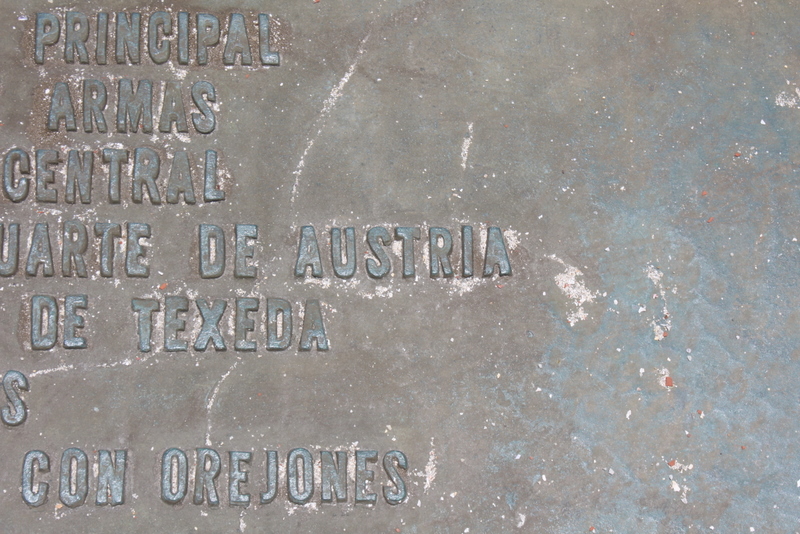 PRINCIPAL
ARMAS
CENTRAL
UARTE DE AUSTRIA
DE TEXEDA
S
CON OREJONES